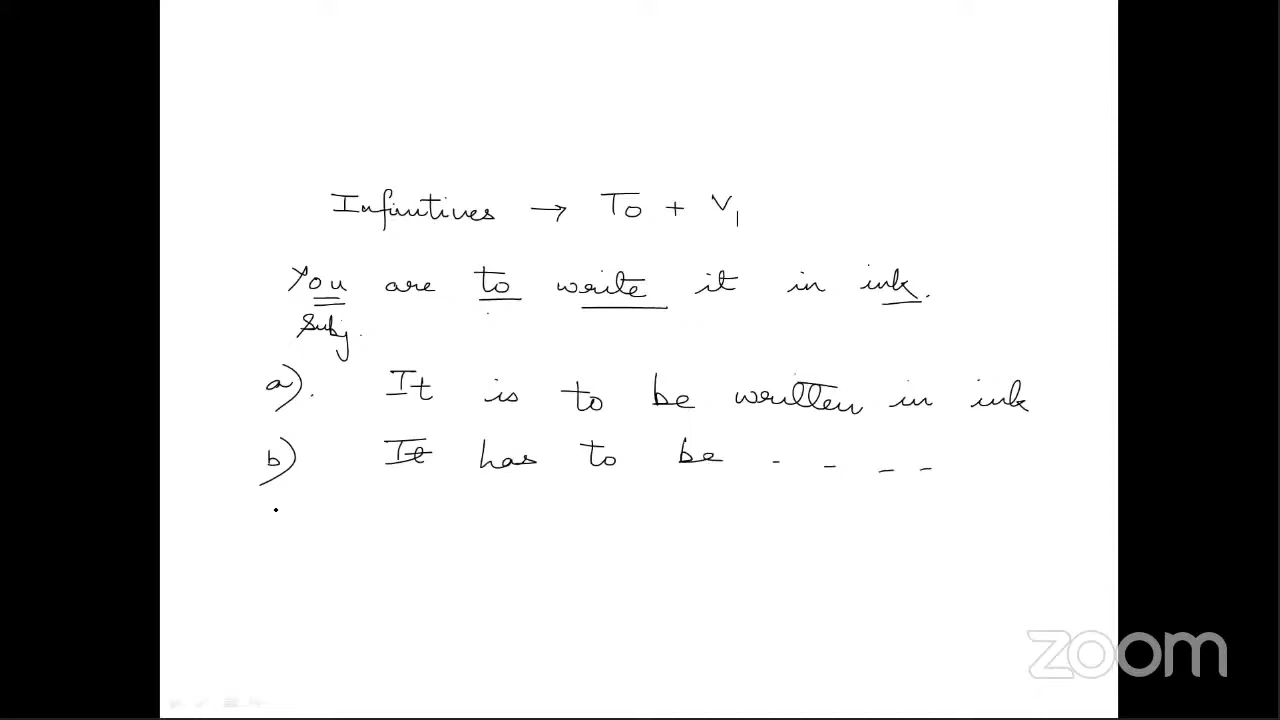 Infinitives → To + V1
You are to write it in ink.
Subj.
a). It is to be written in ink
b) It has to be - - - -
zoom